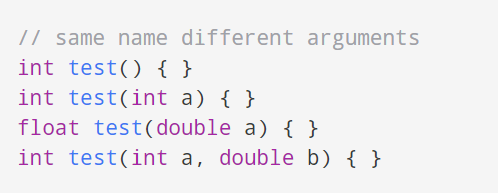 // same name different arguments
int test() { }
int test(int a) { }
float test(double a) { }
int test(int a, double b) { }